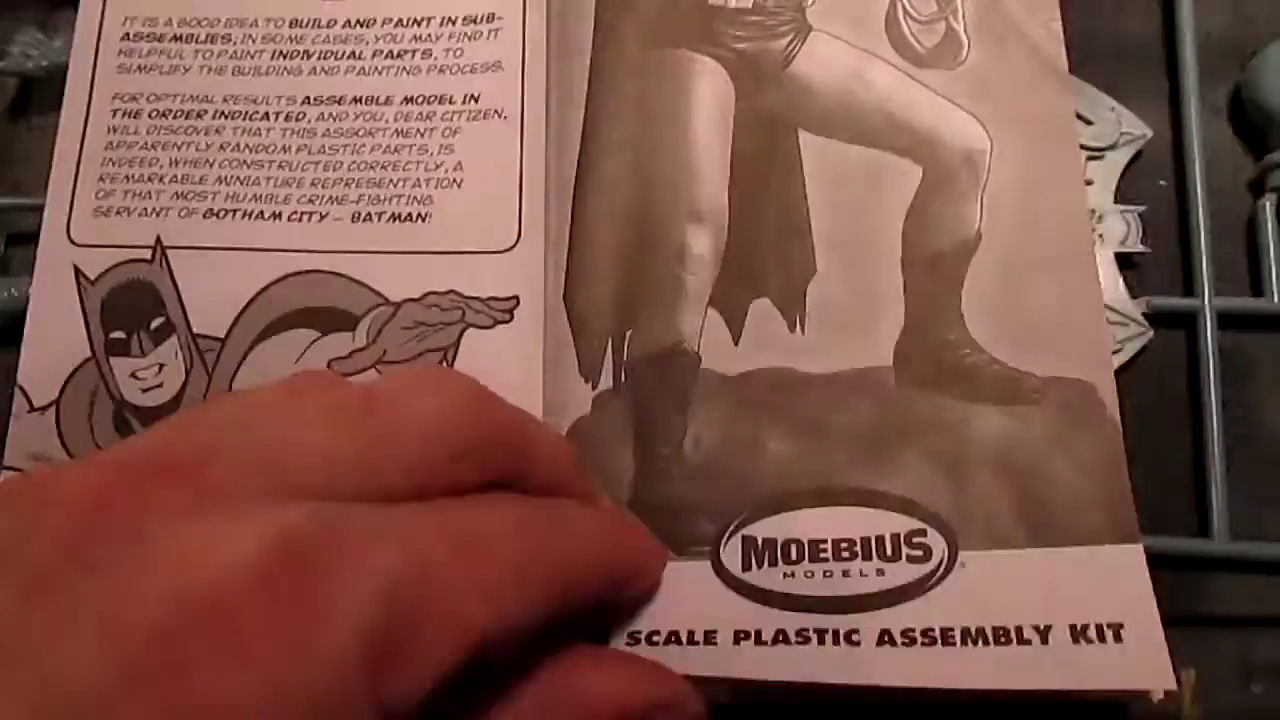 IT IS A GOOD IDEA TO BUILD AND PAINT IN SUB-
ASSEMBLIES; IN SOME CASES, YOU MAY FIND IT
HELPFUL TO PAINT INDIVIDUAL PARTS, TO
SIMPLIFY THE BUILDING AND PAINTING PROCESS.
FOR OPTIMAL RESULTS ASSEMBLE MODEL IN
THE ORDER INDICATED, AND YOU, DEAR CITIZEN,
WILL DISCOVER THAT THIS ASSORTMENT OF
APPARENTLY RANDOM PLASTIC PARTS, IS
INDEED, WHEN CONSTRUCTED CORRECTLY, A
REMARKABLE MINIATURE REPRESENTATION
OF THAT MOST HUMBLE CRIME-FIGHTING
SERVANT OF GOTHAM CITY – BATMAN!
MOEBIUS
MODELS
SCALE PLASTIC ASSEMBLY KIT